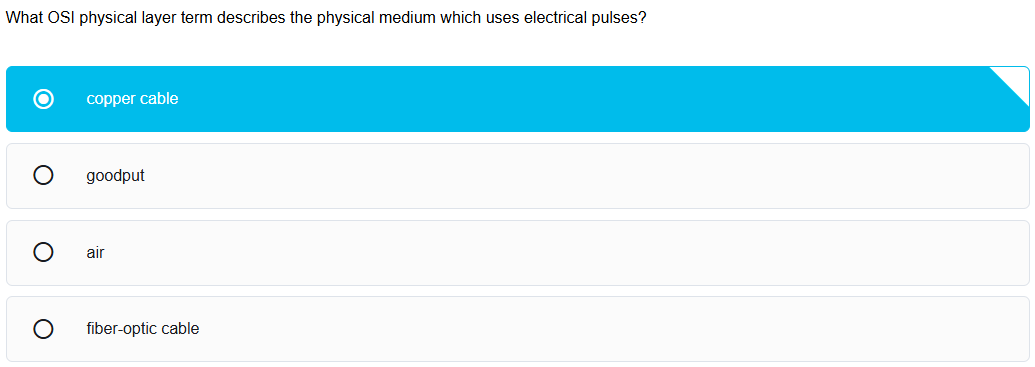 What OSI physical layer term describes the physical medium which uses electrical pulses?
copper cable
goodput
air
fiber-optic cable